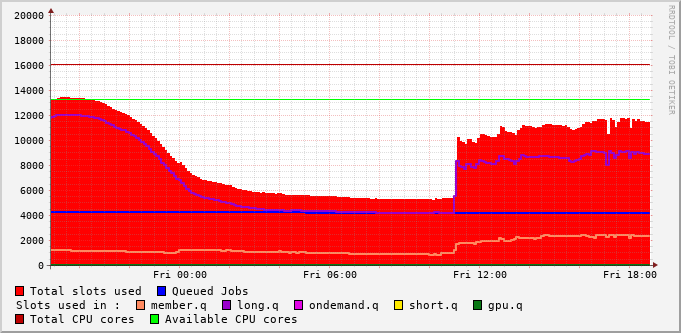 RRDTOOL / TOBI OETIKER
20000
18000
16000
14000
12000
10000
8000
6000
4000
2000
0
Fri 00:00 Fri 06:00 Fri 12:00 Fri 18:00
Total slots used Queued Jobs
Slots used in : member.q long.q ondemand.q short.q gpu.q
Total CPU cores Available CPU cores